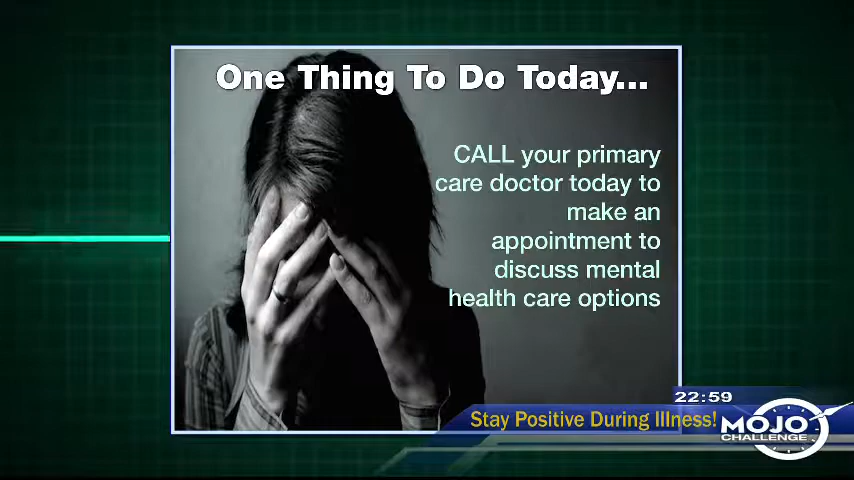 One Thing To Do Today...
CALL your primary
care doctor today to
make an
appointment to
discuss mental
health care options
22:59
Stay Positive During Illness!
MOJO
CHALLENGE